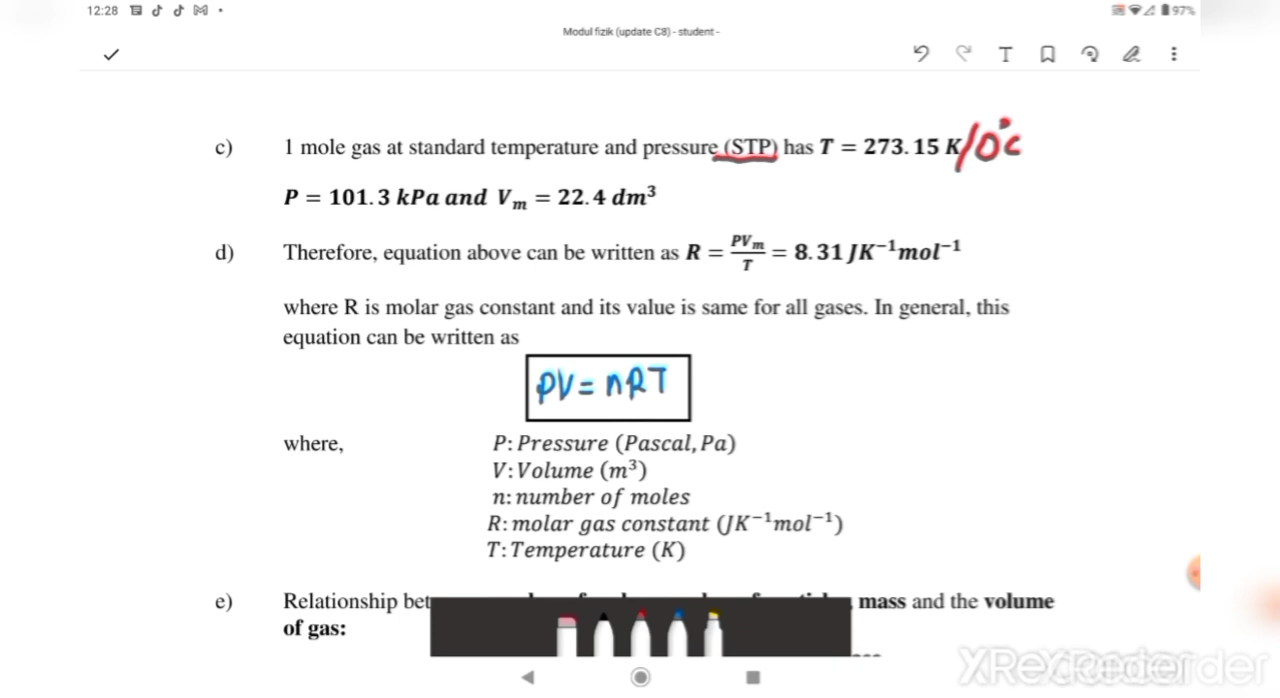 12:28
97%
Modul fizik (update C8) - student -
c) 1 mole gas at standard temperature and pressure (STP) has T = 273.15 K/0°C
P = 101.3 kPa and Vₘ = 22.4 dm³
d) Therefore, equation above can be written as R = PVₘ/T = 8.31 JK⁻¹mol⁻¹
where R is molar gas constant and its value is same for all gases. In general, this
equation can be written as
PV = nRT
where, P: Pressure (Pascal, Pa)
V: Volume (m³)
n: number of moles
R: molar gas constant (JK⁻¹mol⁻¹)
T: Temperature (K)
e) Relationship bet mass and the volume
of gas: